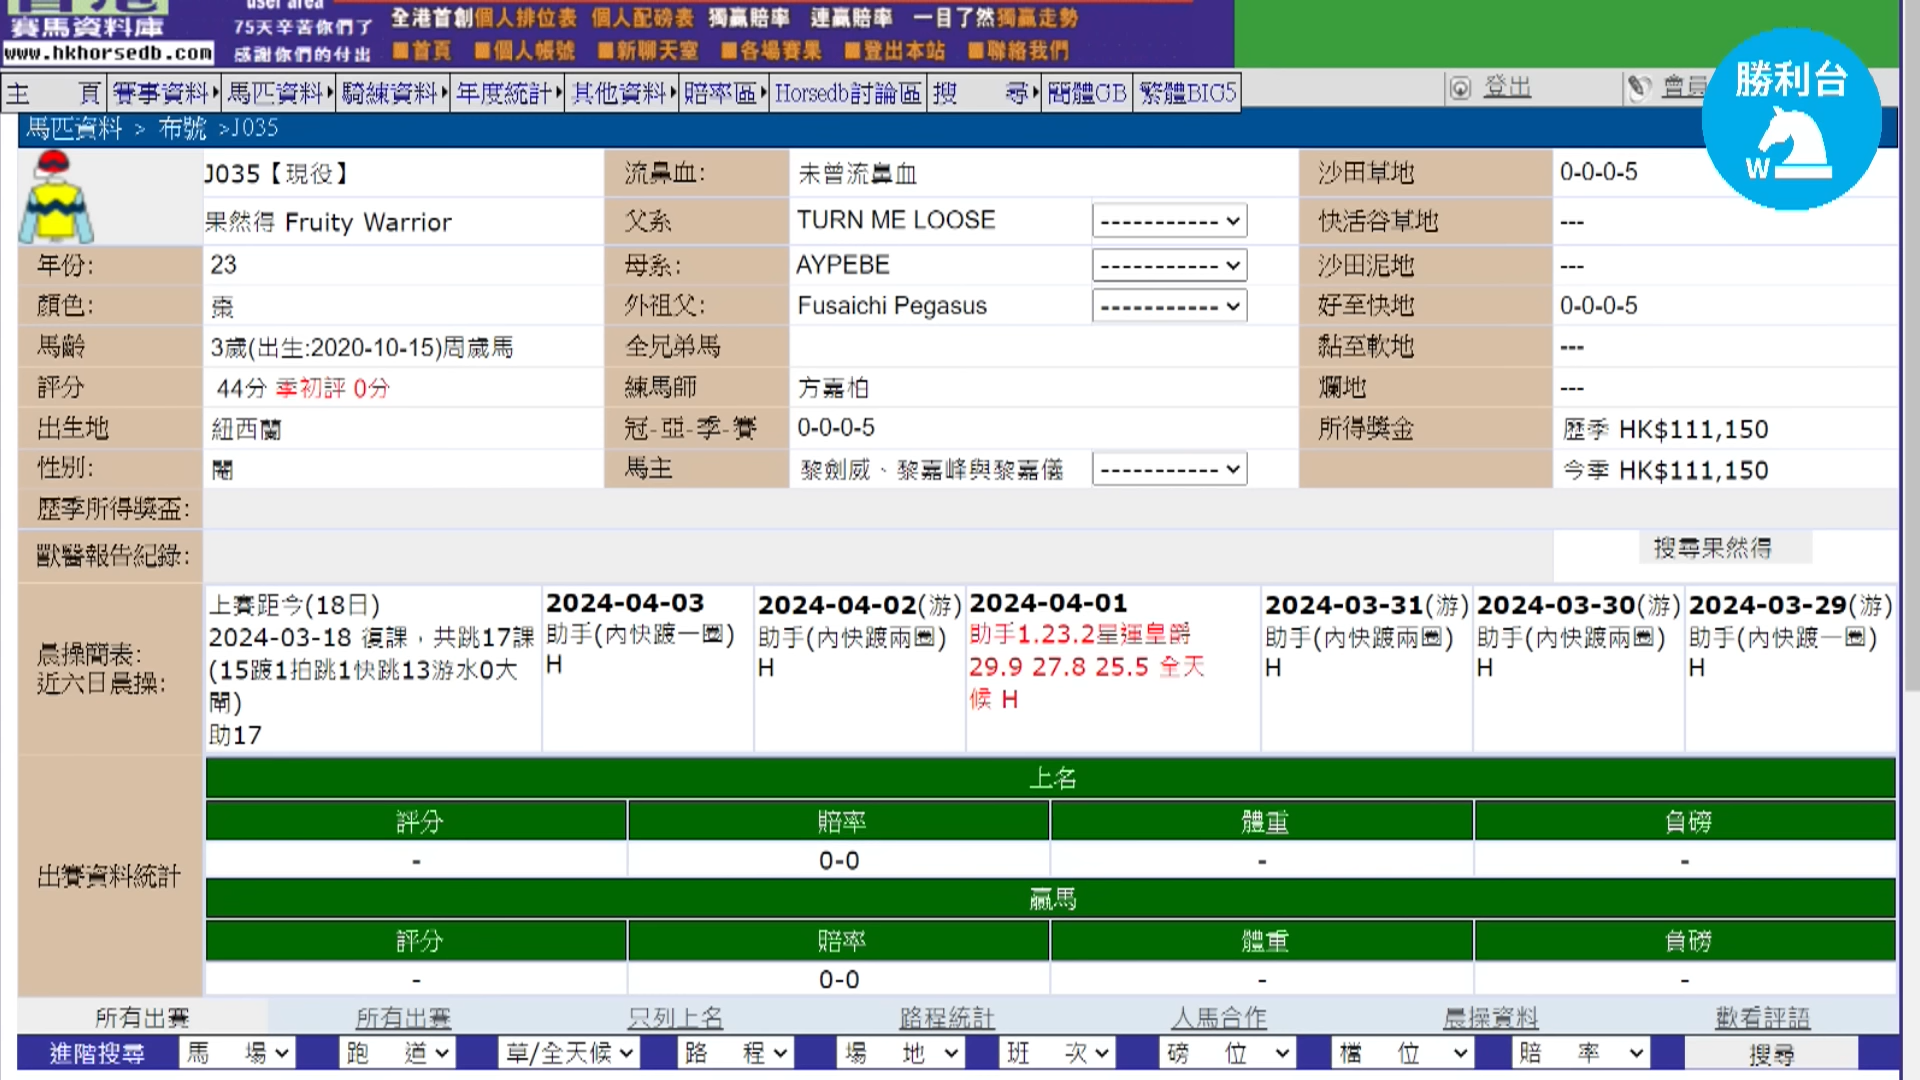 user area
賽馬資料庫
75天辛苦你們了
www.hkhorsedb.com
感謝你們的付出
全港首創個人排位表 個人配磅表 獨贏賠率 連贏賠率 一目了然獨贏走勢
■首頁 ■個人帳號 ■新聊天室 ■各場賽果 ■登出本站 ■聯絡我們
主 頁 賽事資料 馬匹資料 騎練資料 年度統計 其他資料 賠率區 Horsedb討論區 搜 尋 簡體GB 繁體BIG5
登出 會員
勝利台
W
馬匹資料 > 布號 >J035
J035【現役】 流鼻血: 未曾流鼻血 沙田草地 0-0-0-5
果然得 Fruity Warrior 父系 TURN ME LOOSE ----------- 快活谷草地 ---
年份: 23 母系: AYPEBE ----------- 沙田泥地 ---
顏色: 棗 外祖父: Fusaichi Pegasus ----------- 好至快地 0-0-0-5
馬齡 3歲(出生:2020-10-15)周歲馬 全兄弟馬 黏至軟地 ---
評分 44分 季初評 0分 練馬師 方嘉柏 爛地 ---
出生地 紐西蘭 冠-亞-季-賽 0-0-0-5 所得獎金 歷季 HK$111,150
性別: 閹 馬主 黎劍威、黎嘉峰與黎嘉儀 ----------- 今季 HK$111,150
歷季所得獎盃:
獸醫報告紀錄: 搜尋果然得
晨操簡表:
近六日晨操:
上賽距今(18日)
2024-03-18 復課，共跳17課
(15踱1拍跳1快跳13游水0大
閘)
助17
2024-04-03
助手(內快踱一圈)
H
2024-04-02(游)
助手(內快踱兩圈)
H
2024-04-01
助手1.23.2星運皇爵
29.9 27.8 25.5 全天
候 H
2024-03-31(游)
助手(內快踱兩圈)
H
2024-03-30(游)
助手(內快踱兩圈)
H
2024-03-29(游)
助手(內快踱一圈)
H
出賽資料統計
上名
評分 賠率 體重 負磅
- 0-0 - -
贏馬
評分 賠率 體重 負磅
- 0-0 - -
所有出賽 所有出賽 只列上名 路程統計 人馬合作 晨操資料 觀看評語
進階搜尋 馬 場 跑 道 草/全天候 路 程 場 地 班 次 磅 位 檔 位 賠 率 搜尋